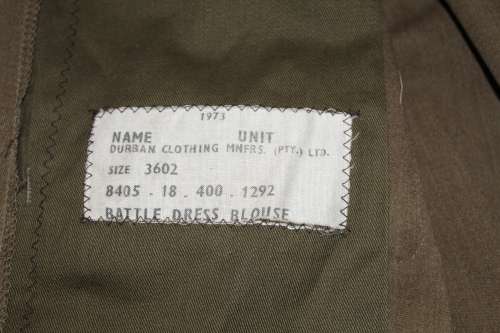 1973
NAME UNIT
DURBAN CLOTHING MNFRS. (PTY.) LTD.
SIZE 3602
8405 - 18 - 400 - 1292
BATTLE DRESS BLOUSE